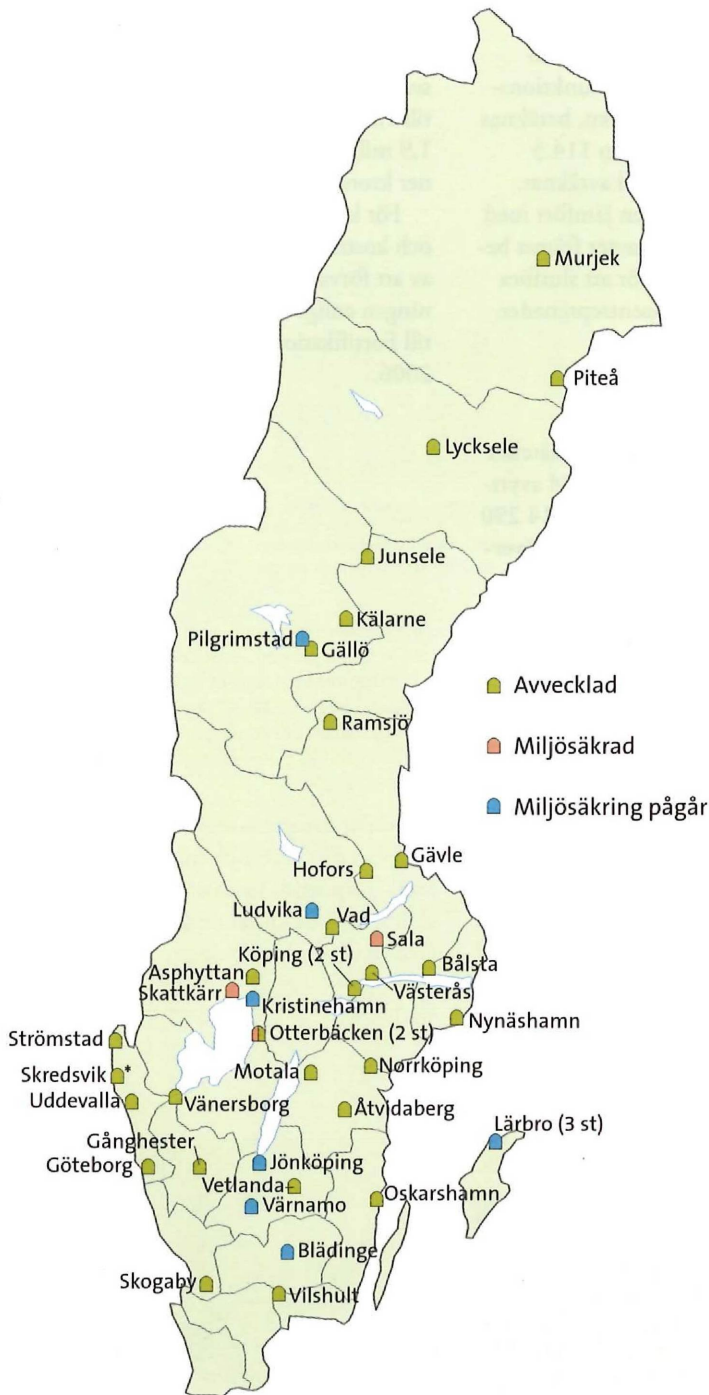 Murjek
Piteå
Lycksele
Junsele
Kälarne
Pilgrimstad
Gällö
Avvecklad
Ramsjö
Miljösäkrad
Miljösäkring pågår
Gävle
Hofors
Ludvika
Vad
Sala
Köping (2 st)
Bålsta
Asphyttan
Västerås
Skattkärr
Kristinehamn
Nynäshamn
Otterbäcken (2 st)
Strömstad
Norrköping
Motala
Skredsvik *
Uddevalla
Vänersborg
Åtvidaberg
Lärbro (3 st)
Gånghester
Göteborg
Jönköping
Vetlanda
Oskarshamn
Värnamo
Blädinge
Skogaby
Vilshult